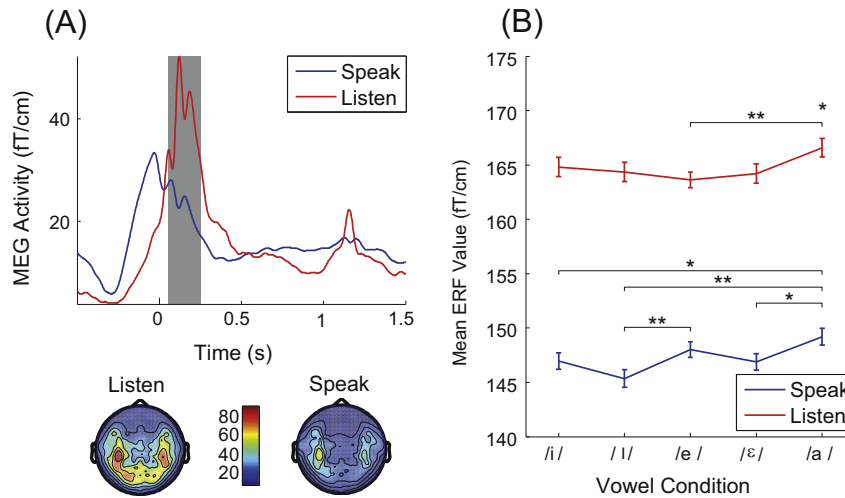 (A)
MEG Activity (fT/cm)
40
20
Speak
Listen
0
0.5
1
1.5
Time (s)
Listen
80
60
40
20
Speak
(B)
Mean ERF Value (fT/cm)
175
170
165
160
155
150
145
140
*
**
*
**
*
**
Speak
Listen
/i / / I / /e / /ε / /a /
Vowel Condition